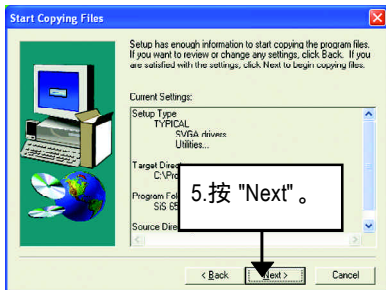 Start Copying Files
Setup has enough information to start copying the program files.
If you want to review or change any settings, click Back. If you
are satisfied with the settings, click Next to begin copying files.
Current Settings:
Setup Type
TYPICAL
SVGA drivers
Utilities...
Target Direc
C:\Pro
Program Fol
SiS 65
Source Dire
5.按 "Next" 。
< Back
Next >
Cancel